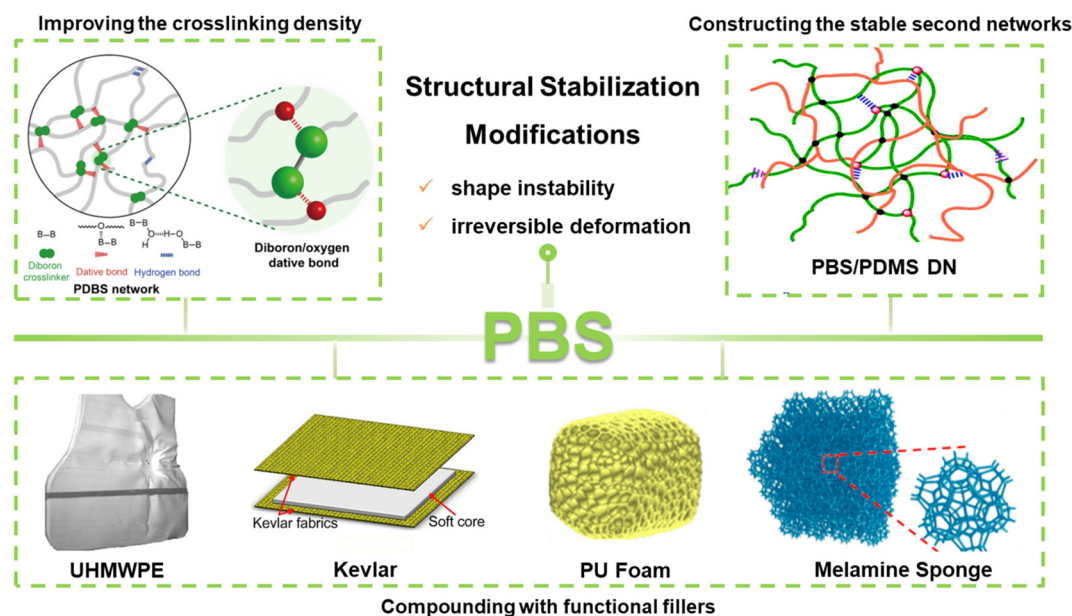 Improving the crosslinking density
Constructing the stable second networks
Structural Stabilization
Modifications
✓ shape instability
✓ irreversible deformation
B–B
Diboron
crosslinker
O
B–B
Dative bond
B–B
O
H
H–O
B–B
Hydrogen bond
PDBS network
Diboron/oxygen
dative bond
PBS/PDMS DN
PBS
UHMWPE
Kevlar fabrics
Soft core
Kevlar
PU Foam
Melamine Sponge
Compounding with functional fillers